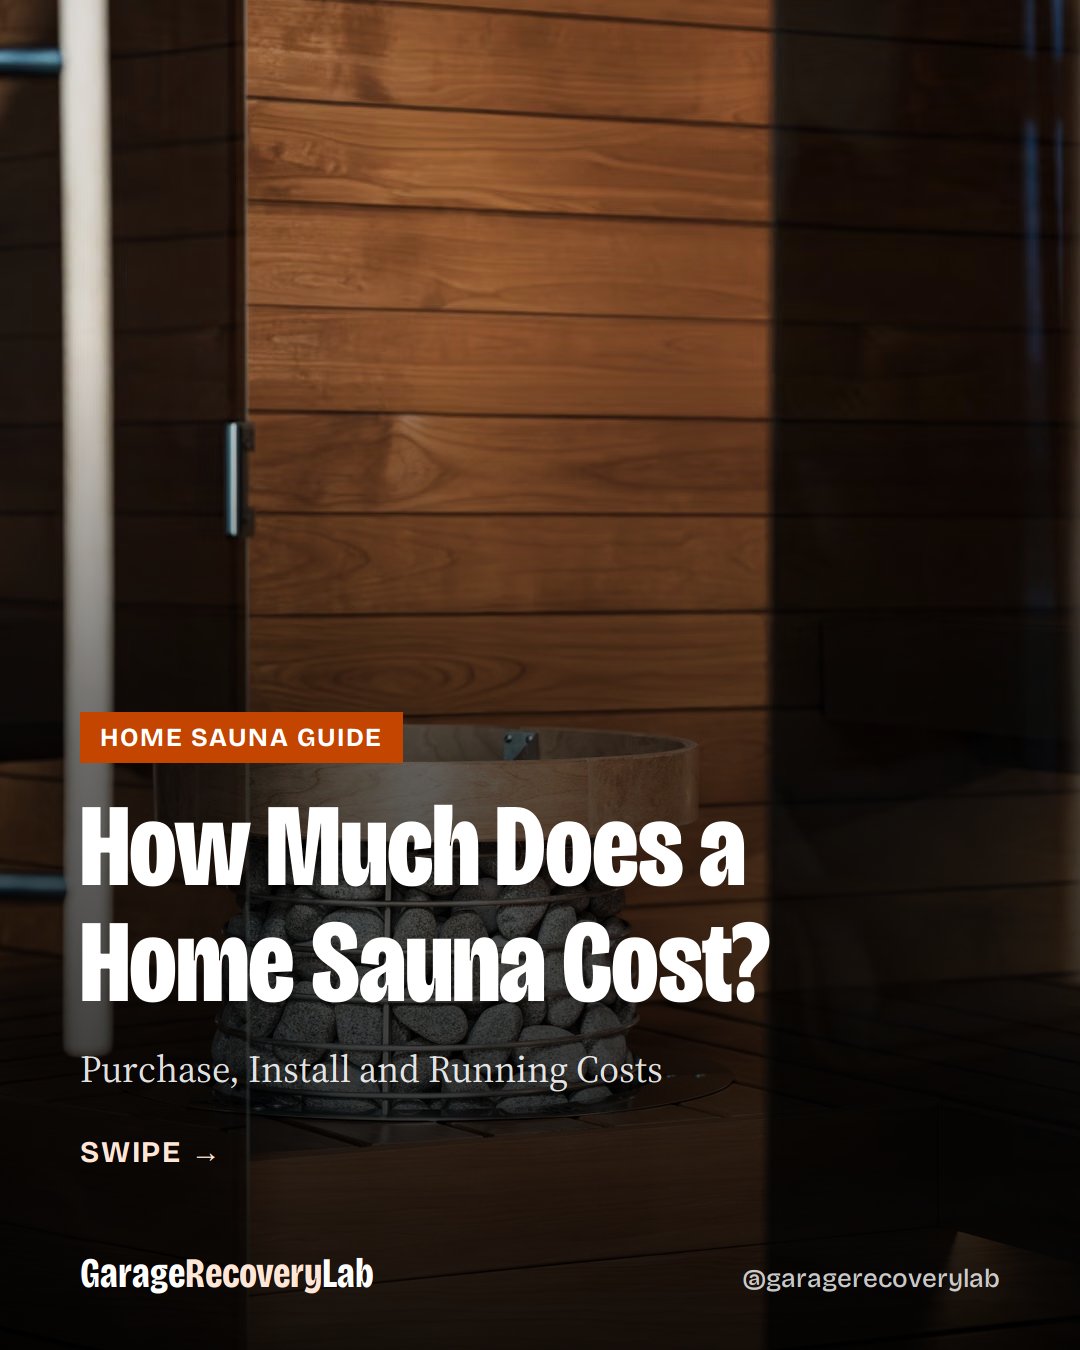 HOME SAUNA GUIDE
How Much Does a
Home Sauna Cost?
Purchase, Install and Running Costs
SWIPE →
GarageRecoveryLab
@garagerecoverylab